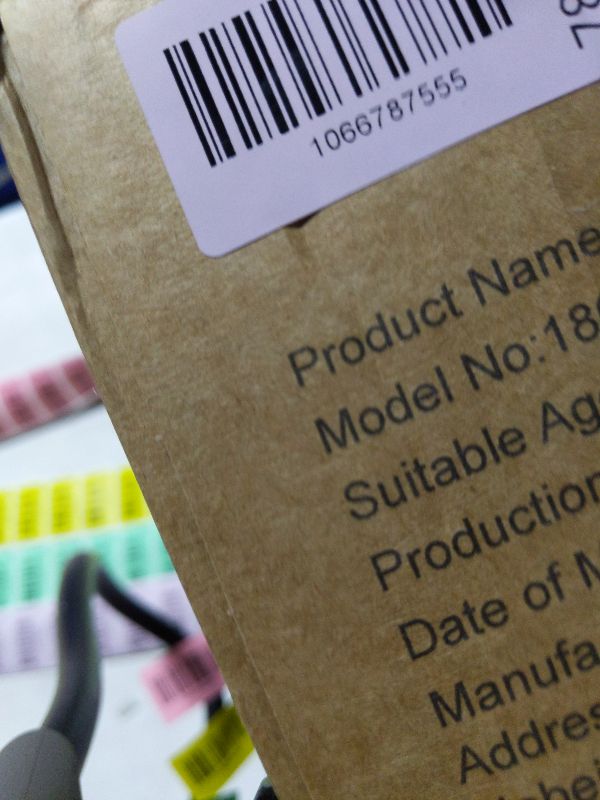 1066787555
Product Name
Model No:18
Suitable Ag
Production
Date of M
Manufa
Addres